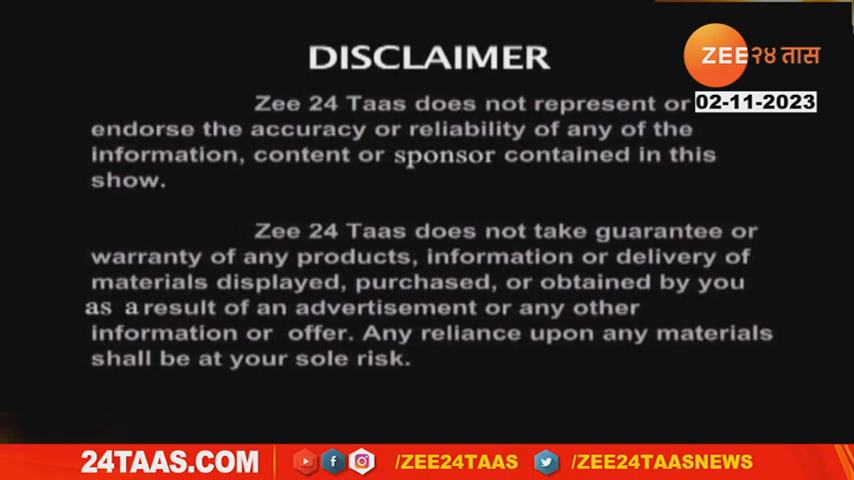 DISCLAIMER
ZEE २४ तास
02-11-2023
Zee 24 Taas does not represent or
endorse the accuracy or reliability of any of the
information, content or sponsor contained in this
show.
Zee 24 Taas does not take guarantee or
warranty of any products, information or delivery of
materials displayed, purchased, or obtained by you
as a result of an advertisement or any other
information or offer. Any reliance upon any materials
shall be at your sole risk.
24TAAS.COM /ZEE24TAAS /ZEE24TAASNEWS